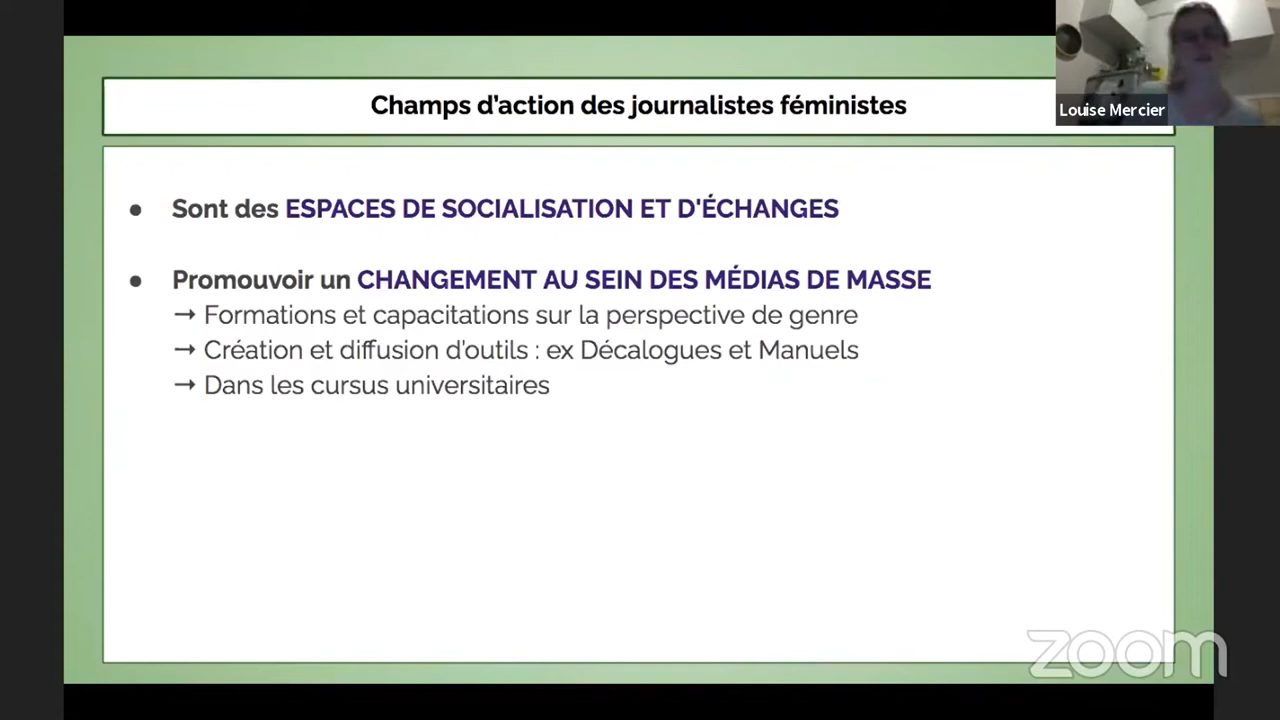 Champs d’action des journalistes féministes
Louise Mercier
● Sont des ESPACES DE SOCIALISATION ET D'ÉCHANGES
● Promouvoir un CHANGEMENT AU SEIN DES MÉDIAS DE MASSE
→ Formations et capacitations sur la perspective de genre
→ Création et diffusion d’outils : ex Décalogues et Manuels
→ Dans les cursus universitaires
zoom